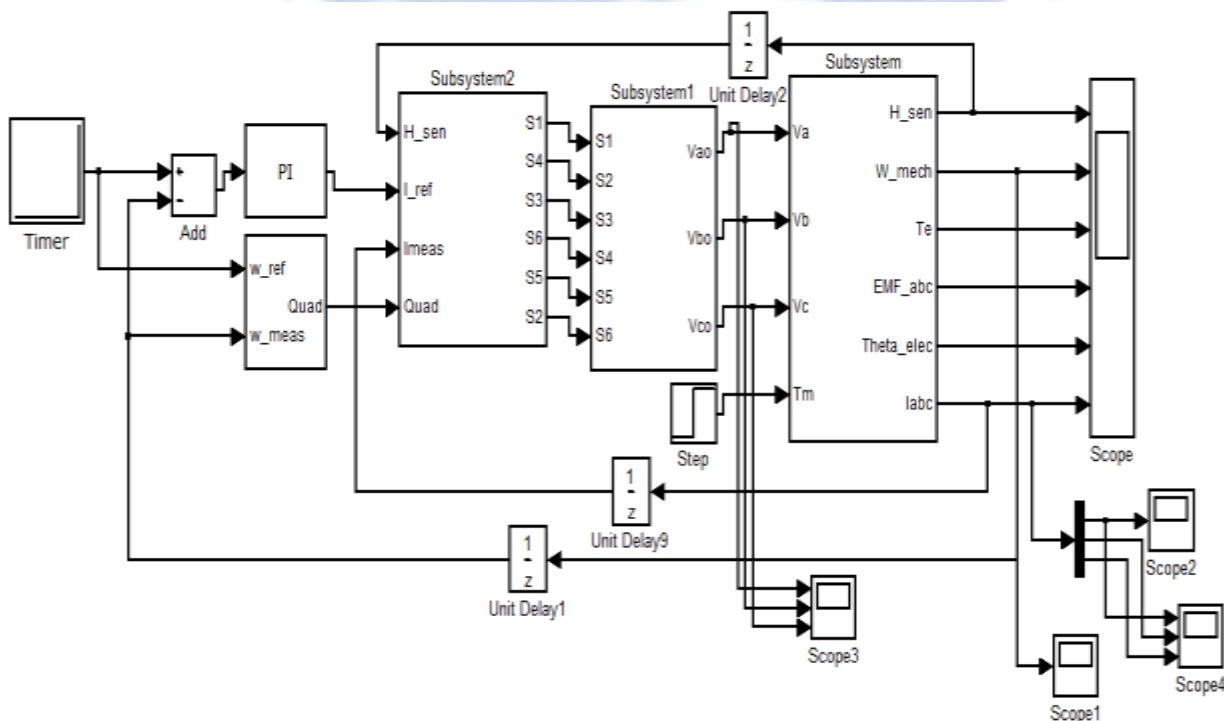 Timer
+
-
Add
PI
w_ref
w_meas
Quad
Subsystem2
H_sen
I_ref
Imeas
Quad
S1
S4
S3
S6
S5
S2
Subsystem1
S1
S2
S3
S4
S5
S6
Vao
Vbo
Vco
1
z
Unit Delay2
Subsystem
Va
Vb
Vc
Tm
H_sen
W_mech
Te
EMF_abc
Theta_elec
Iabc
Scope
Step
1
z
Unit Delay9
1
z
Unit Delay1
Scope3
Scope2
Scope4
Scope1